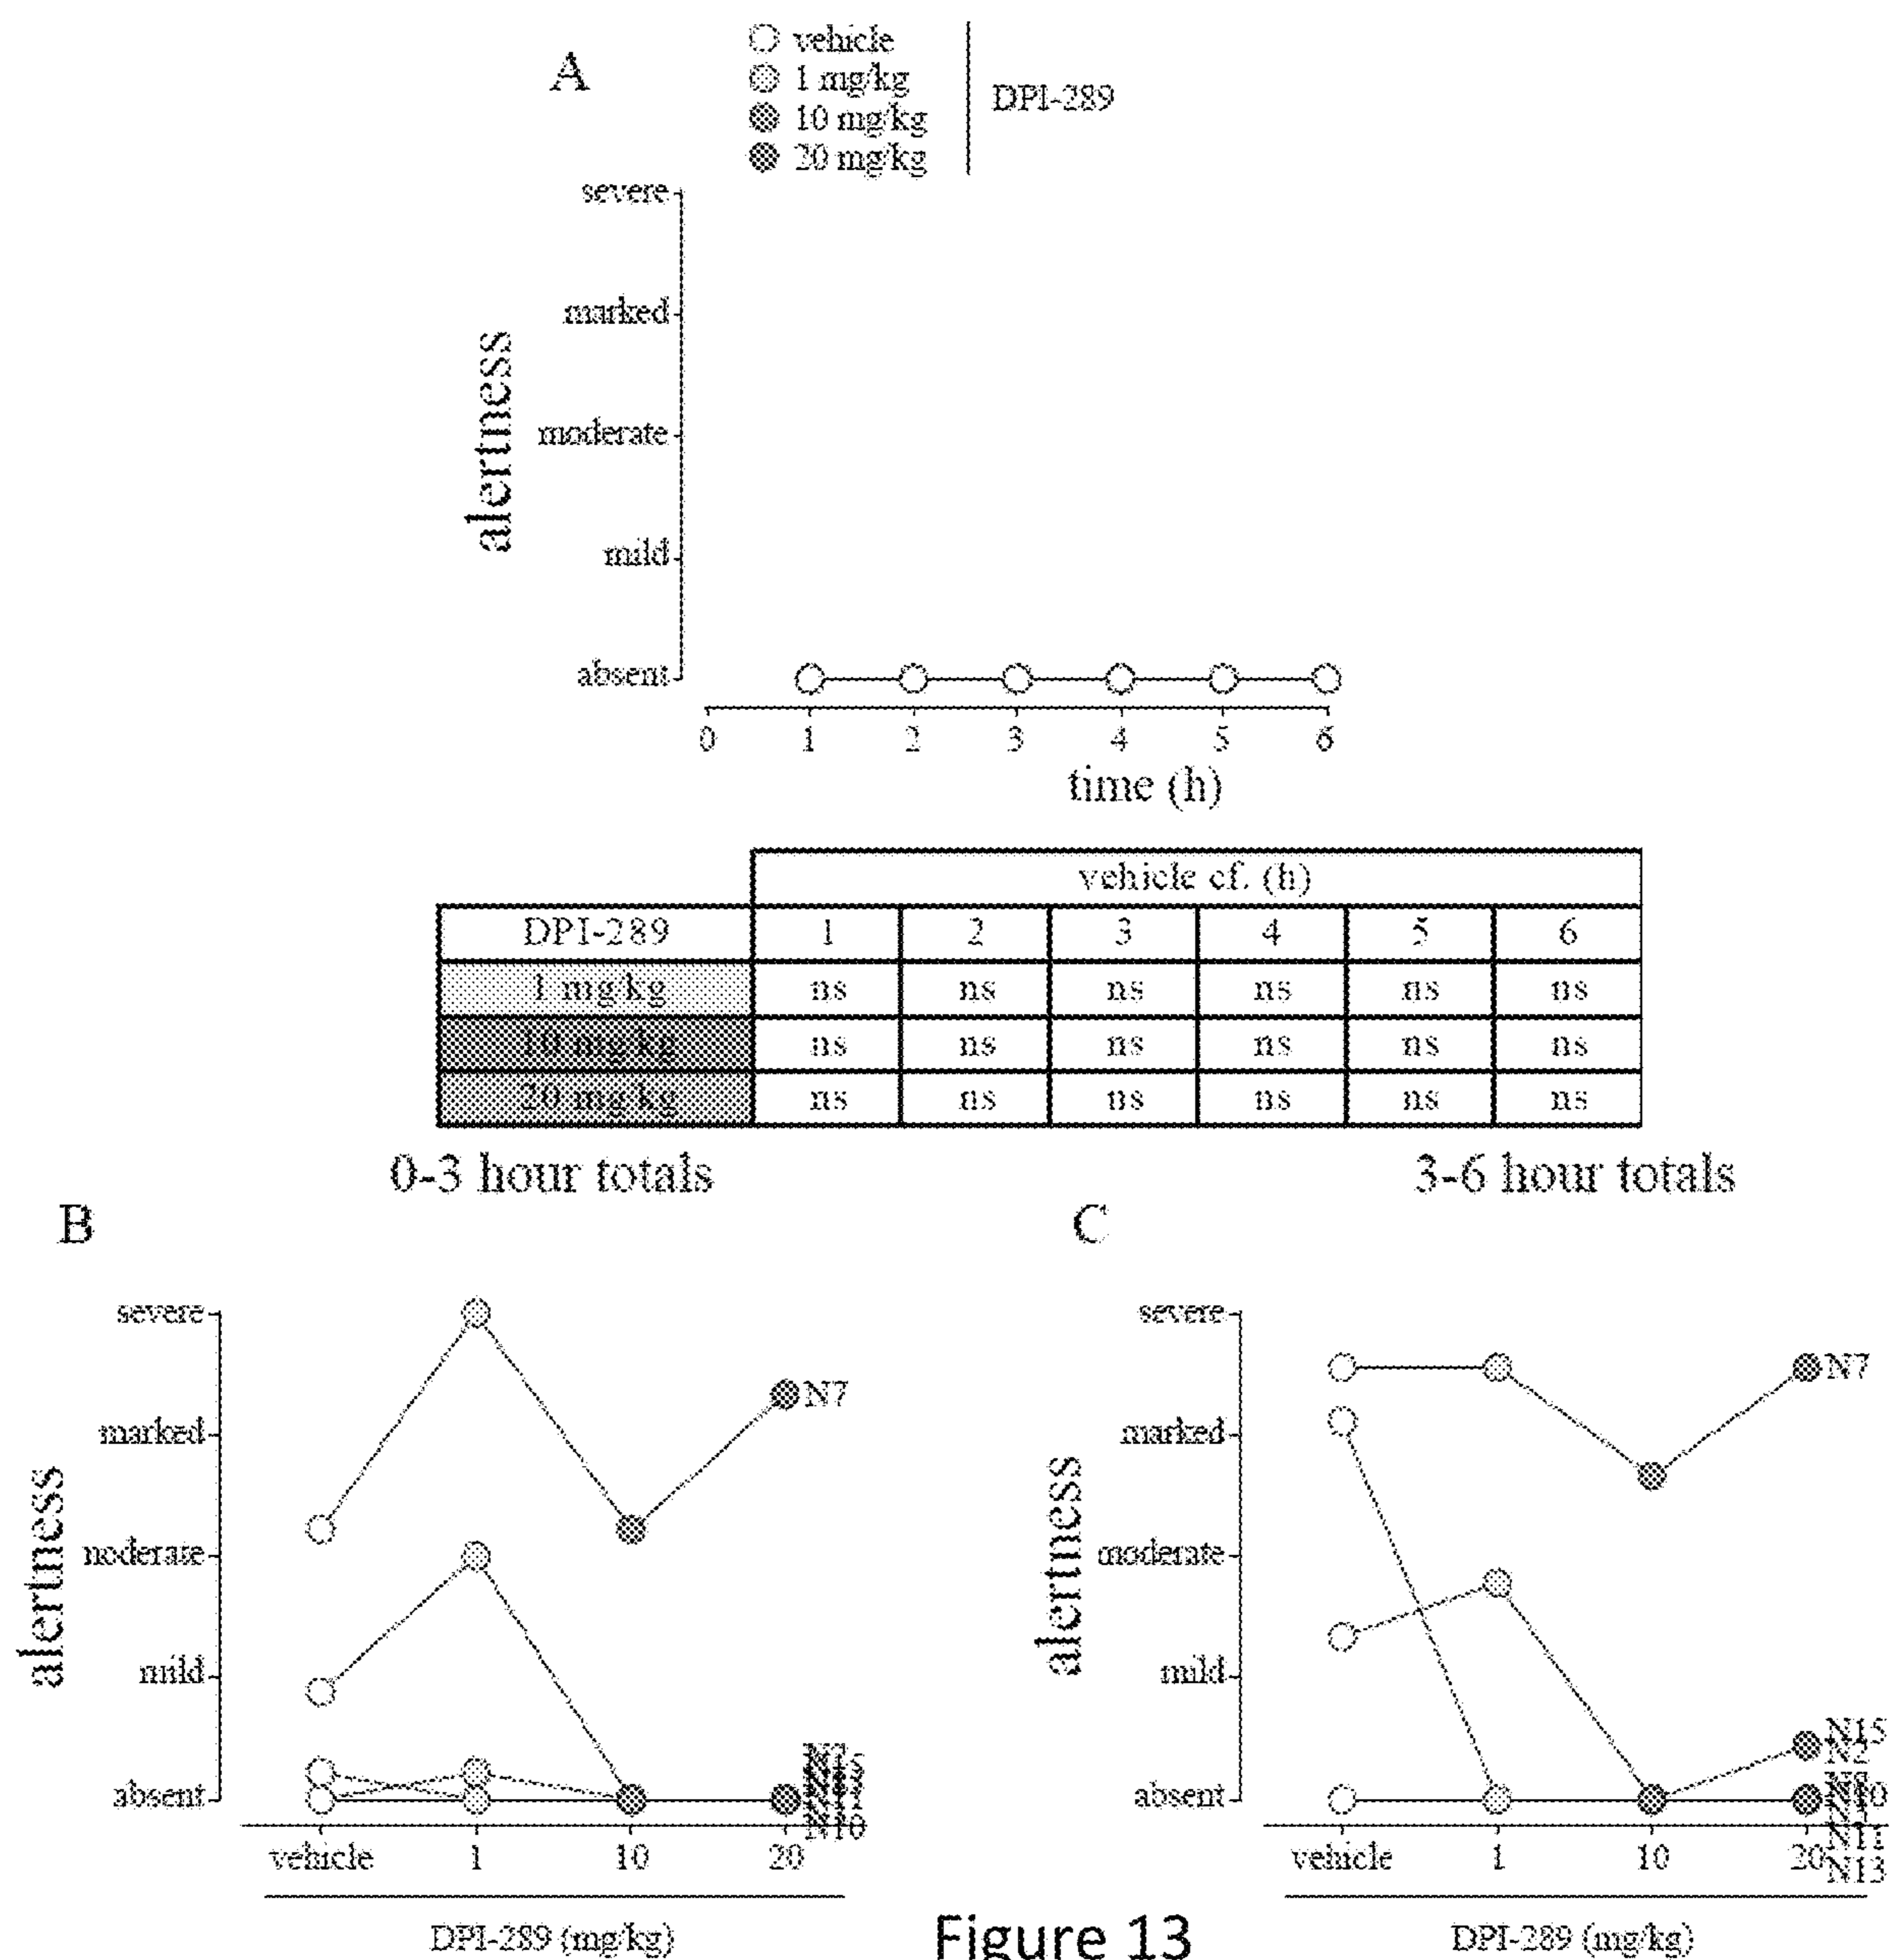 A
vehicle
1 mg/kg
10 mg/kg
20 mg/kg
DPI-289
severe
marked
moderate
mild
absent
alertness
0 1 2 3 4 5 6
time (h)
vehicle cf. (h)
DPI-289 1 2 3 4 5 6
1 mg/kg ns ns ns ns ns ns
10 mg/kg ns ns ns ns ns ns
20 mg/kg ns ns ns ns ns ns
0-3 hour totals
3-6 hour totals
B
severe
marked
noderate
mild
absent
alertness
N7
N10
vehicle 1 10 20
DPI-289 (mg/kg)
C
severe
marked
moderate
mild
absent
alertness
N7
N15
N2
N10
N11
N13
vehicle 1 10 20
DPI-289 (mg/kg)
Figure 13